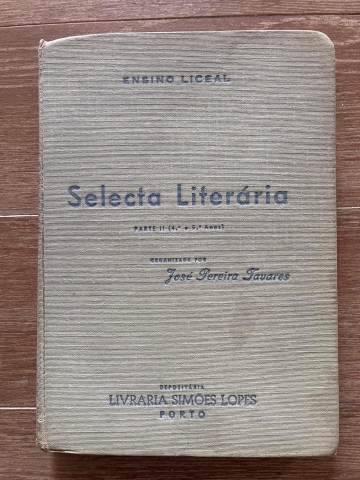 ENSINO LICEAL
Selecta Literária
PARTE II (4.º e 5.º Anos)
ORGANIZADA POR
José Pereira Tavares
DEPOSITÁRIA
LIVRARIA SIMÕES LOPES
PORTO